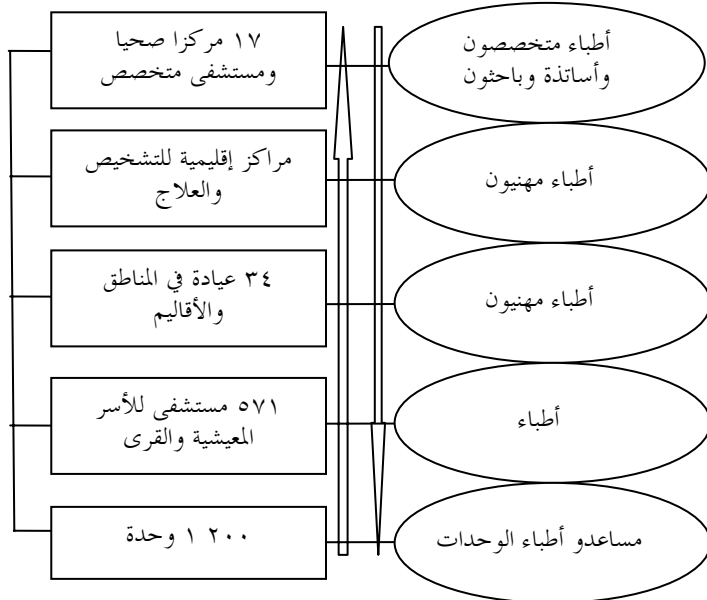 ١٧ مركزا صحيا
ومستشفى متخصص
أطباء متخصصون
وأساتذة وباحثون
مراكز إقليمية للتشخيص
والعلاج
أطباء مهنيون
٣٤ عيادة في المناطق
والأقاليم
أطباء مهنيون
٥٧١ مستشفى للأسر
المعيشية والقرى
أطباء
١ ٢٠٠ وحدة
مساعدو أطباء الوحدات